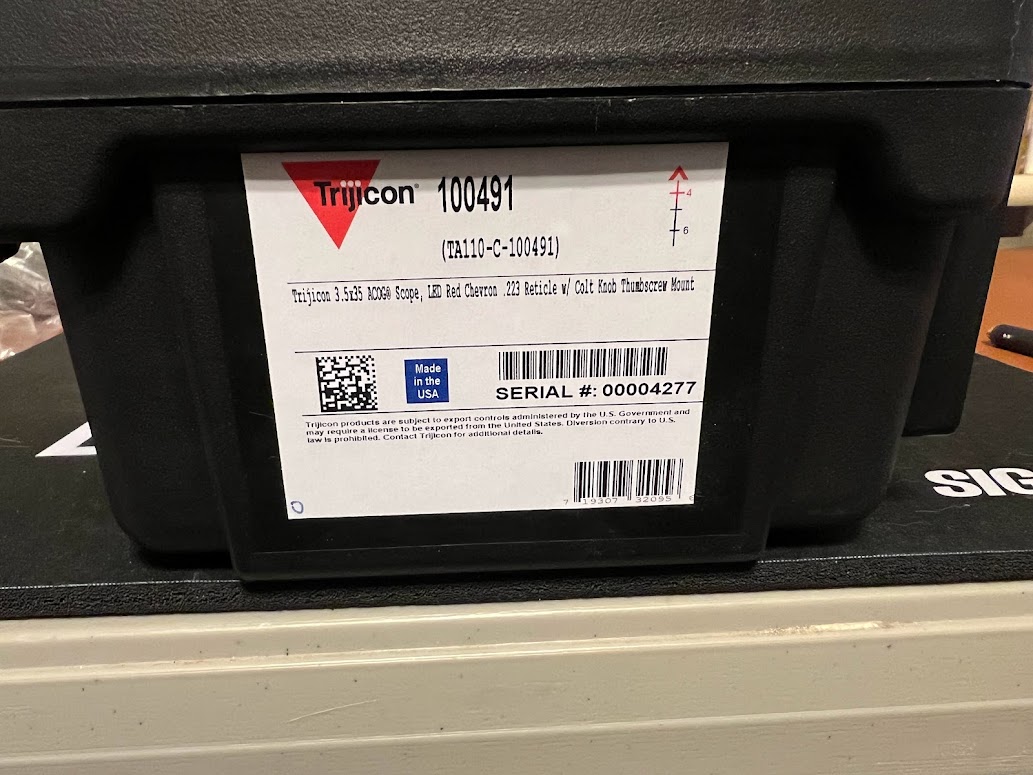 Trijicon® 100491
(TA110-C-100491)
4
6
Trijicon 3.5x35 ACOG® Scope, LED Red Chevron .223 Reticle w/ Colt Knob Thumbscrew Mount
Made
in the
USA
SERIAL #: 00004277
Trijicon products are subject to export controls administered by the U.S. Government and
may require a license to be exported from the United States. Diversion contrary to U.S.
law is prohibited. Contact Trijicon for additional details.
7 19307 32095
SIG